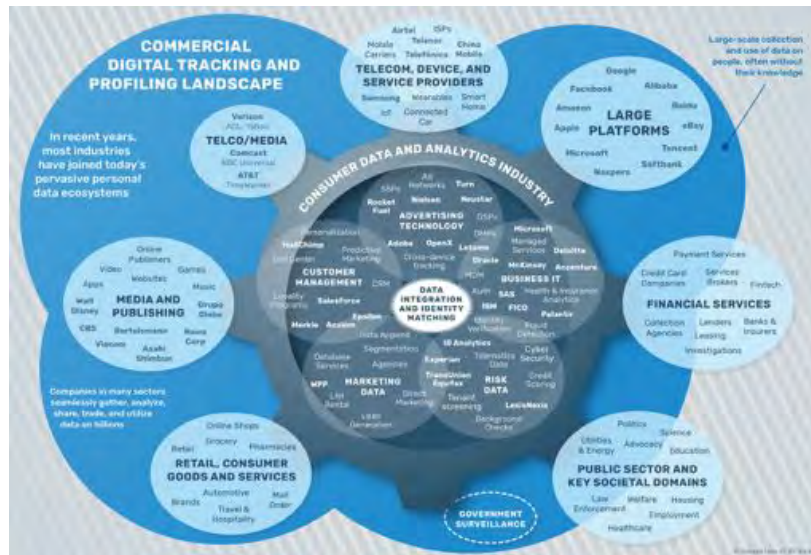 COMMERCIAL
DIGITAL TRACKING AND
PROFILING LANDSCAPE
In recent years,
most industries
have joined today's
pervasive personal
data ecosystems
Airtel ISPs
Mobile Carriers
Telenor
Telefónica
China Mobile
TELECOM, DEVICE, AND
SERVICE PROVIDERS
Samsung Wearables Smart Home
IoT Connected Car
Large-scale collection
and use of data on
people, often without
their knowledge
Google
Facebook Alibaba
Amazon Baidu
LARGE
PLATFORMS
Apple eBay
Microsoft Tencent
Naspers Softbank
Verizon
AOL, Yahoo
TELCO/MEDIA
Comcast
NBC Universal
AT&T
TimeWarner
CONSUMER DATA AND ANALYTICS INDUSTRY
Ad Networks
SSPs Turn
Rocket Fuel Nielsen Neustar
ADVERTISING
TECHNOLOGY
DSPs
DMPs
Adobe OpenX Lotame
Cross-device tracking
Oracle
Personalization
MailChimp
Predictive Marketing
Call Center
CUSTOMER
MANAGEMENT
CRM
Loyalty Programs
Salesforce
Epsilon
Merkle Acxiom
Microsoft
Managed Services
Deloitte
McKinsey Accenture
MDM
BUSINESS IT
SAS
Health & Insurance Analytics
IBM FICO
Palantir
Identity Verification
Fraud Detection
DATA
INTEGRATION
AND IDENTITY
MATCHING
Data Append
Segmentation
Database Services
Agencies
MARKETING
DATA
WPP
List Rental
Direct Marketing
Lead Generation
ID Analytics
Experian
Telematics Data
Cyber Security
TransUnion
Equifax
RISK
DATA
Credit Scoring
Tenant Screening
LexisNexis
Background Checks
Online Publishers
Video Games
Apps Websites Music
MEDIA AND
PUBLISHING
Walt Disney
Grupo Globo
CBS Bertelsmann News Corp
Viacom
Asahi Shimbun
Payment Services
Credit Card Companies
Services Brokers
Fintech
FINANCIAL SERVICES
Collection Agencies
Lenders
Leasing
Banks & Insurers
Investigations
Companies in many sectors
seamlessly gather, analyze,
share, trade, and utilize
data on billions
Online Shops
Grocery
Retail Pharmacies
RETAIL, CONSUMER
GOODS AND SERVICES
Automotive
Brands
Mail Order
Travel & Hospitality
Politics
Science
Utilities & Energy
Advocacy
Education
PUBLIC SECTOR AND
KEY SOCIETAL DOMAINS
Law Enforcement
Welfare Housing
Employment
Healthcare
GOVERNMENT
SURVEILLANCE